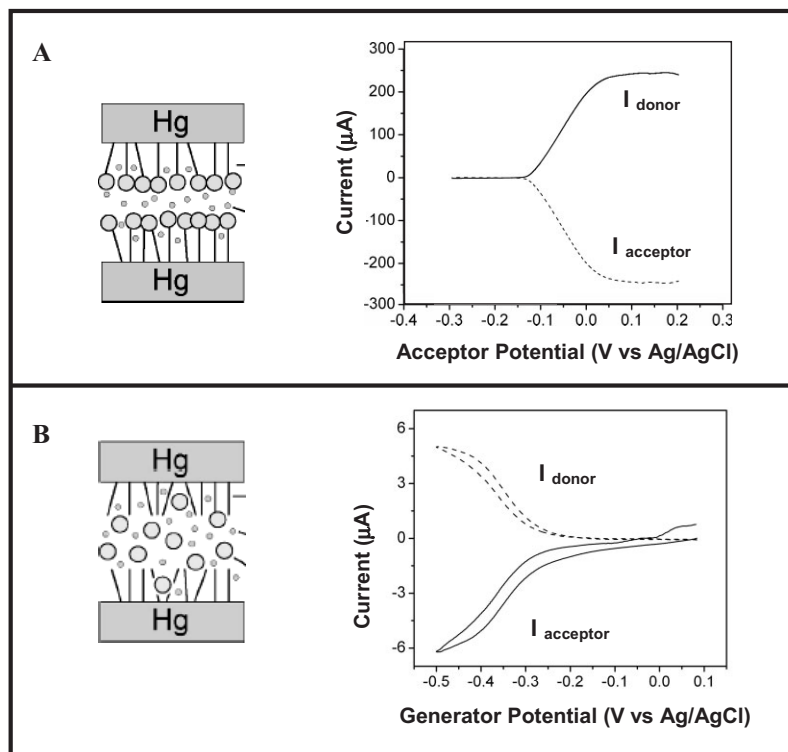 A
Hg
Hg
300
200
100
0
-100
-200
-300
-0.4 -0.3 -0.2 -0.1 0.0 0.1 0.2 0.3
Current (μA)
I donor
I acceptor
Acceptor Potential (V vs Ag/AgCl)
B
Hg
Hg
6
3
0
-3
-6
-0.5 -0.4 -0.3 -0.2 -0.1 0.0 0.1
Current (μA)
I donor
I acceptor
Generator Potential (V vs Ag/AgCl)